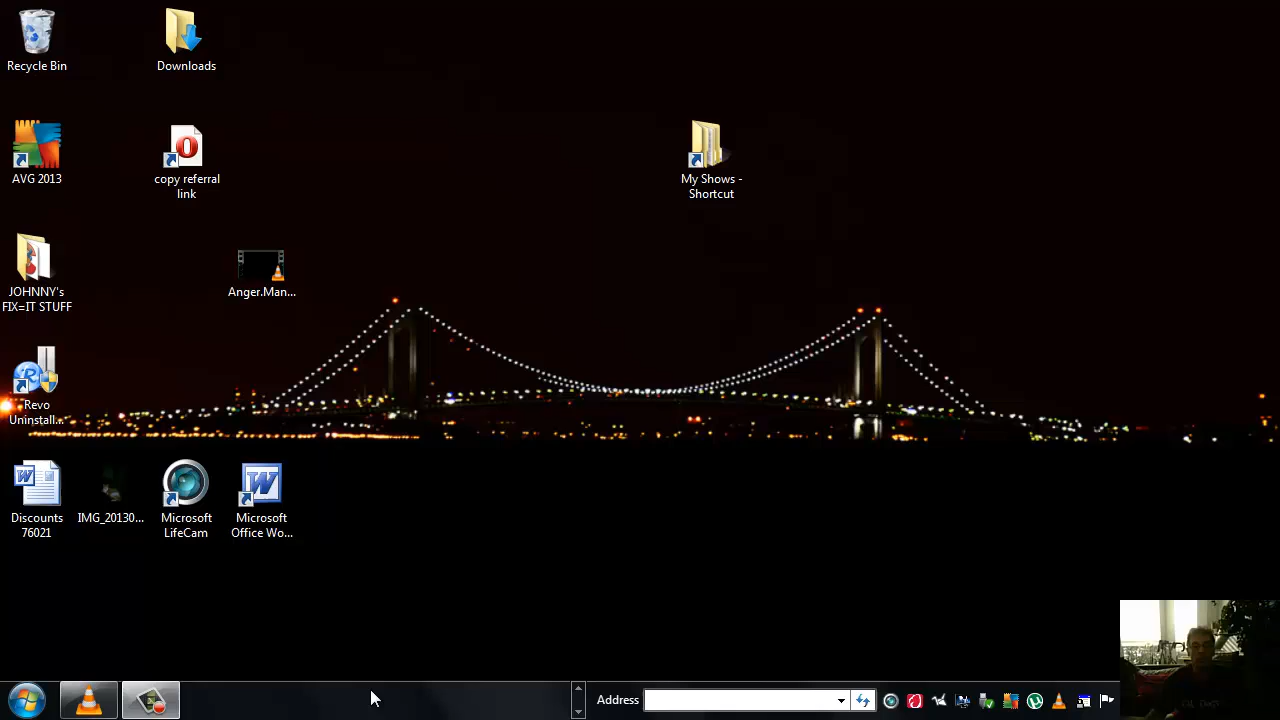 Recycle Bin
Downloads
AVG 2013
copy referral
link
My Shows -
Shortcut
JOHNNY's
FIX=IT STUFF
Anger.Man...
Revo
Uninstall...
Discounts
76021
IMG_20130...
Microsoft
LifeCam
Microsoft
Office Wo...
Address